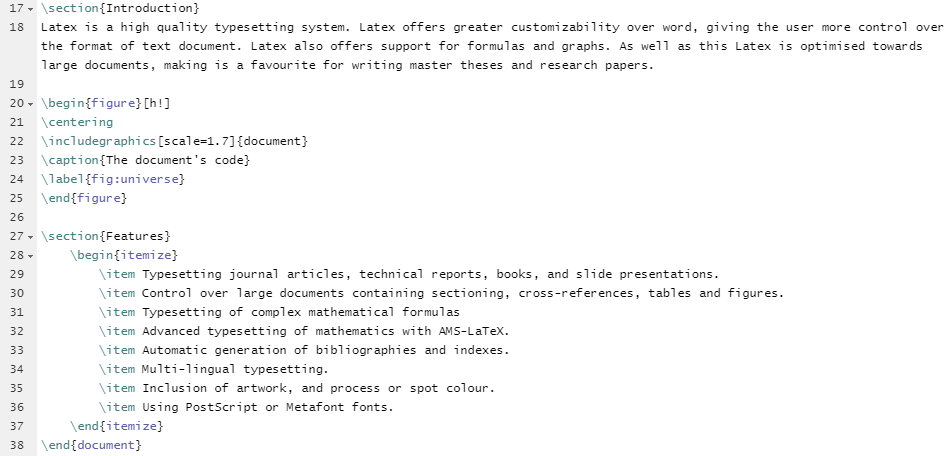 17 \section{Introduction}
18 Latex is a high quality typesetting system. Latex offers greater customizability over word, giving the user more control over
the format of text document. Latex also offers support for formulas and graphs. As well as this Latex is optimised towards
large documents, making is a favourite for writing master theses and research papers.
19
20 \begin{figure}[h!]
21 \centering
22 \includegraphics[scale=1.7]{document}
23 \caption{The document's code}
24 \label{fig:universe}
25 \end{figure}
26
27 \section{Features}
28     \begin{itemize}
29         \item Typesetting journal articles, technical reports, books, and slide presentations.
30         \item Control over large documents containing sectioning, cross-references, tables and figures.
31         \item Typesetting of complex mathematical formulas
32         \item Advanced typesetting of mathematics with AMS-LaTeX.
33         \item Automatic generation of bibliographies and indexes.
34         \item Multi-lingual typesetting.
35         \item Inclusion of artwork, and process or spot colour.
36         \item Using PostScript or Metafont fonts.
37     \end{itemize}
38 \end{document}